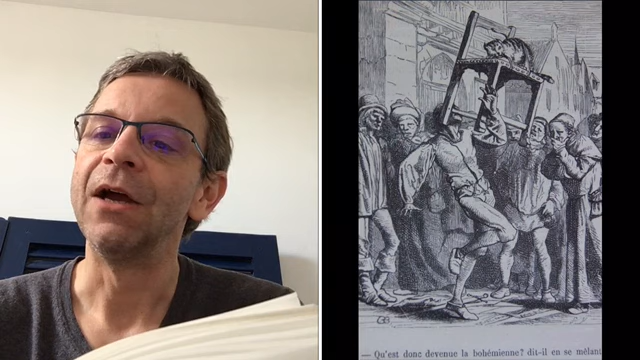 — Qu'est donc devenue la bohémienne? dit-il en se mêlant